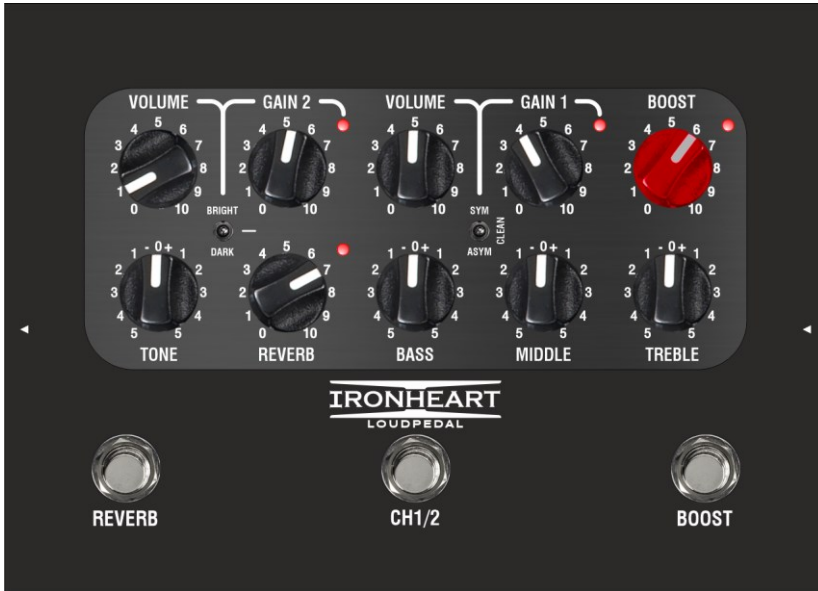 VOLUME GAIN 2 VOLUME GAIN 1 BOOST
0 1 2 3 4 5 6 7 8 9 10
0 1 2 3 4 5 6 7 8 9 10
0 1 2 3 4 5 6 7 8 9 10
0 1 2 3 4 5 6 7 8 9 10
0 1 2 3 4 5 6 7 8 9 10
BRIGHT
DARK
SYM
ASYM
CLEAN
5 4 3 2 1 - 0 + 1 2 3 4 5
0 1 2 3 4 5 6 7 8 9 10
5 4 3 2 1 - 0 + 1 2 3 4 5
5 4 3 2 1 - 0 + 1 2 3 4 5
5 4 3 2 1 - 0 + 1 2 3 4 5
TONE REVERB BASS MIDDLE TREBLE
IRONHEART
LOUDPEDAL
REVERB CH1/2 BOOST